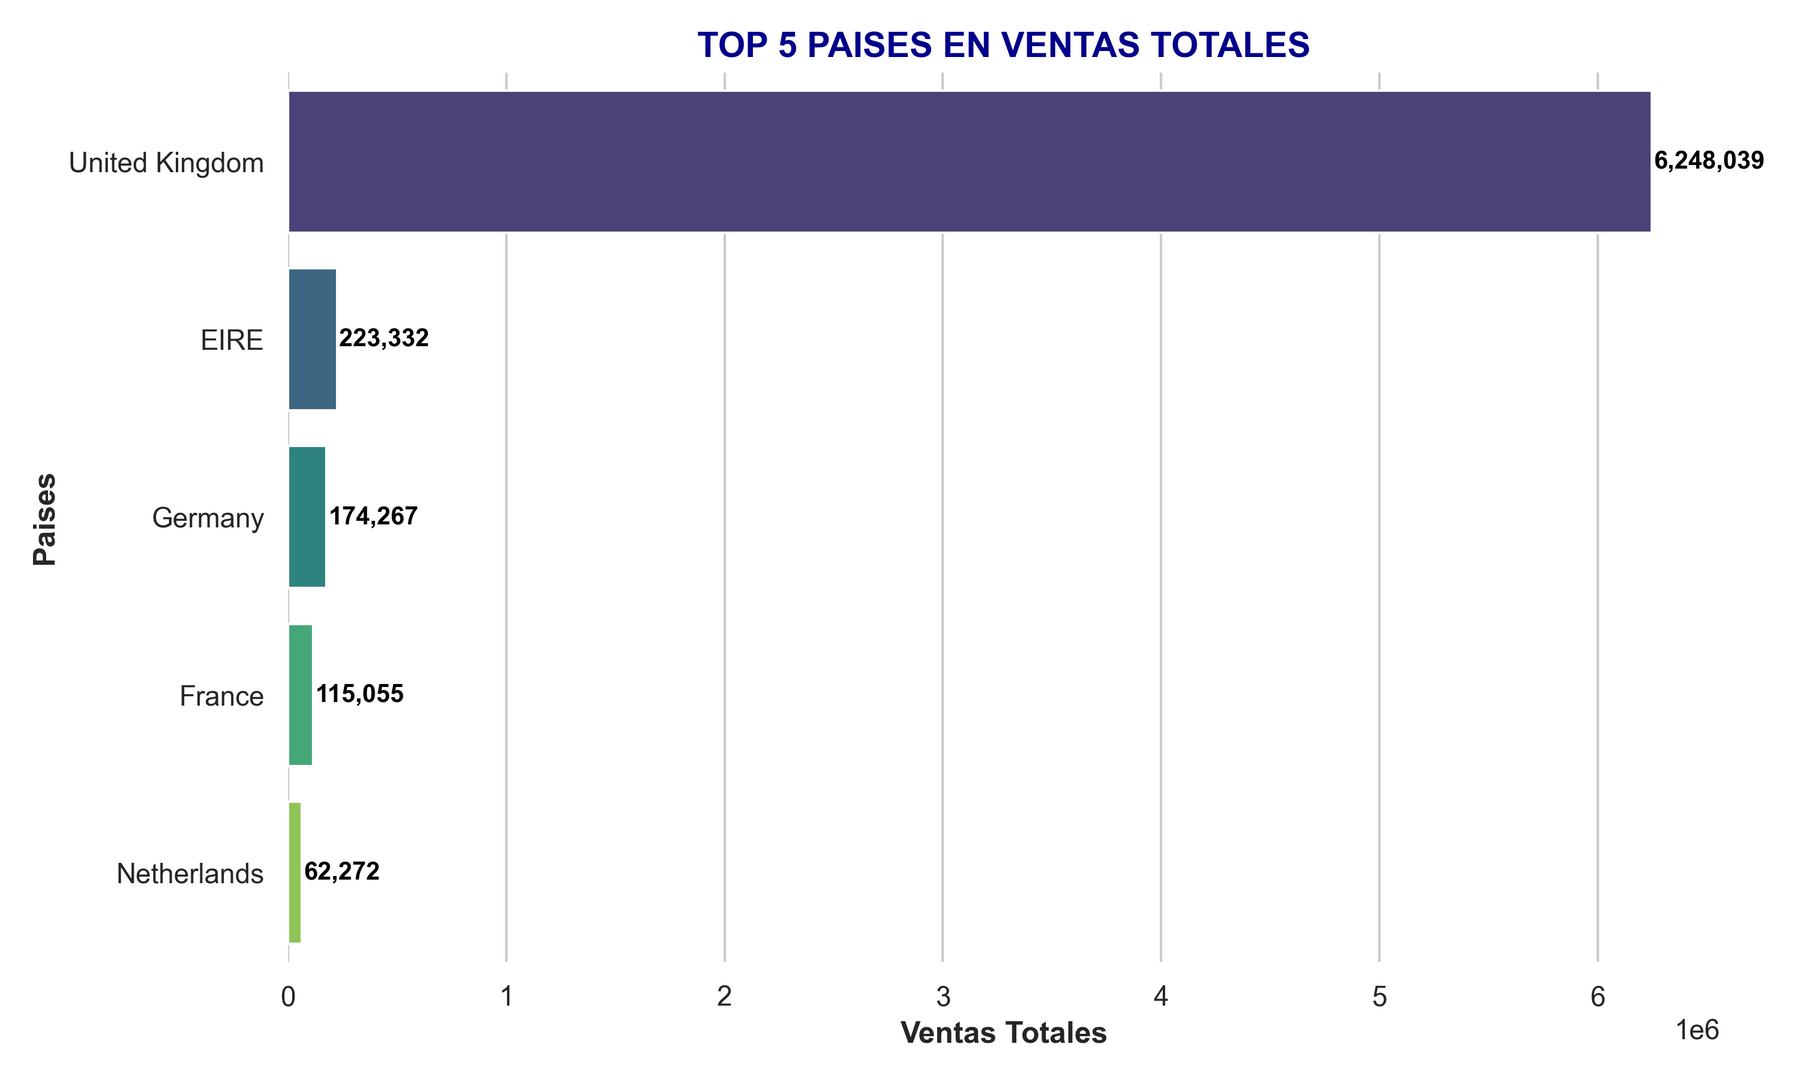 TOP 5 PAISES EN VENTAS TOTALES
United Kingdom
6,248,039
EIRE
223,332
Germany
174,267
France
115,055
Netherlands
62,272
Paises
0 1 2 3 4 5 6
Ventas Totales
1e6